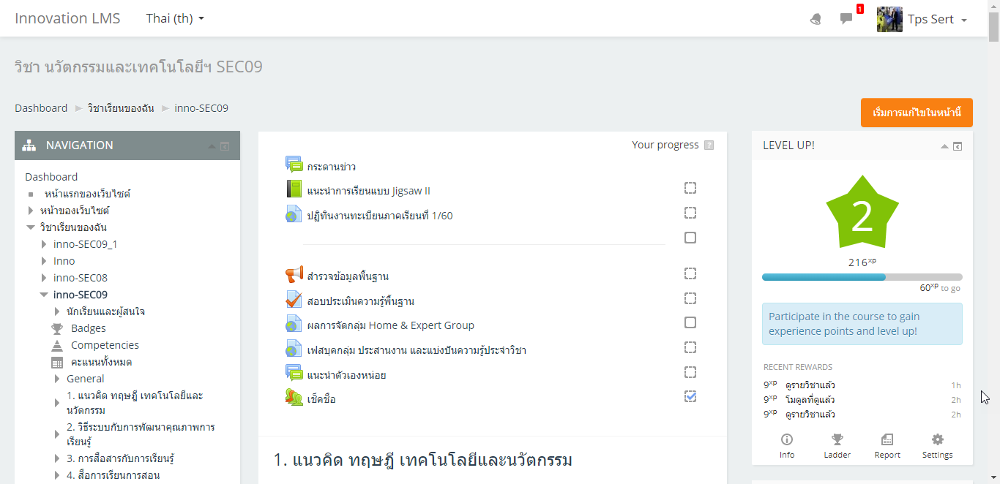 Innovation LMS
Thai (th)
1
Tps Sert
วิชา นวัตกรรมและเทคโนโลยีฯ SEC09
Dashboard
วิชาเรียนของฉัน
inno-SEC09
เริ่มการแก้ไขในหน้านี้
NAVIGATION
Dashboard
หน้าแรกของเว็บไซต์
หน้าของเว็บไซต์
วิชาเรียนของฉัน
inno-SEC09_1
Inno
inno-SEC08
inno-SEC09
นักเรียนและผู้สนใจ
Badges
Competencies
คะแนนทั้งหมด
General
1. แนวคิด ทฤษฎี เทคโนโลยีและ
นวัตกรรม
2. วิธีระบบกับการพัฒนาคุณภาพการ
เรียนรู้
3. การสื่อสารกับการเรียนรู้
4. สื่อการเรียนการสอน
Your progress
กระดานข่าว
แนะนำการเรียนแบบ Jigsaw II
ปฏิทินงานทะเบียนภาคเรียนที่ 1/60
สำรวจข้อมูลพื้นฐาน
สอบประเมินความรู้พื้นฐาน
ผลการจัดกลุ่ม Home & Expert Group
เฟสบุคกลุ่ม ประสานงาน และแบ่งปันความรู้ประจำวิชา
แนะนำตัวเองหน่อย
เช็คชื่อ
1. แนวคิด ทฤษฎี เทคโนโลยีและนวัตกรรม
LEVEL UP!
2
216xp
60xp to go
Participate in the course to gain
experience points and level up!
RECENT REWARDS
9xp ดูรายวิชาแล้ว 1h
9xp โมดูลที่ดูแล้ว 2h
9xp ดูรายวิชาแล้ว 2h
Info Ladder Report Settings